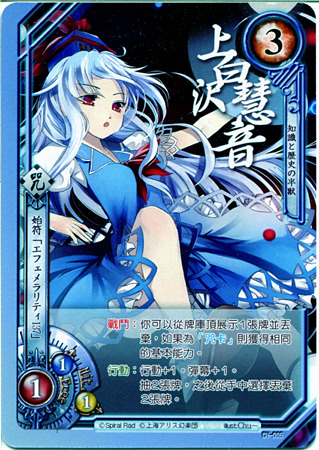 3
上白沢
慧音
知識と歴史の半獣
咒
始符「エフェメラリティ137」
戰鬥：你可以從牌庫頂展示1張牌並丟
棄，如果為“咒卡”則獲得相同
的基本能力。
行動：行動+1。彈幕+1。
抽2張牌，之後從手中選擇丟棄
2張牌。
1
1
©Spiral Rad ©上海アリス幻楽団 Illust:Chu～